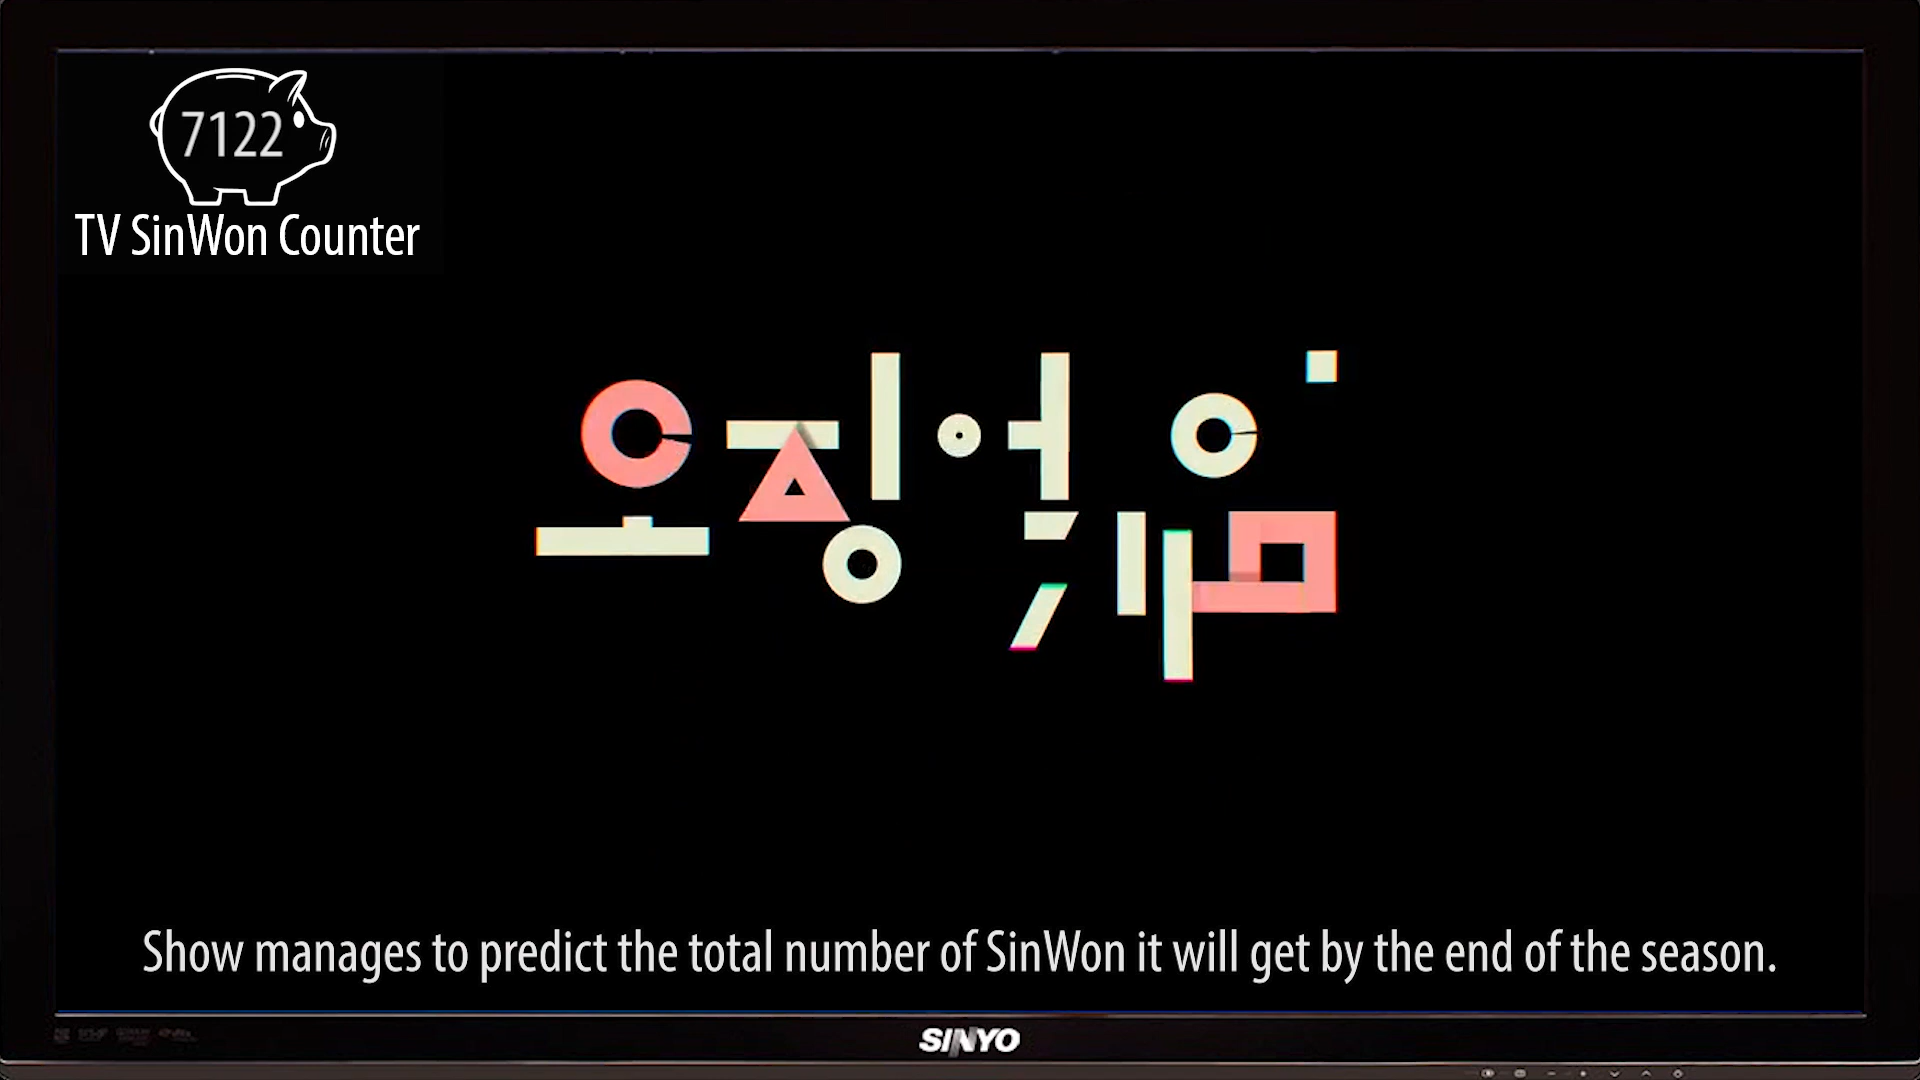 7122
TV SinWon Counter
오징어 게임
Show manages to predict the total number of SinWon it will get by the end of the season.
SINYO